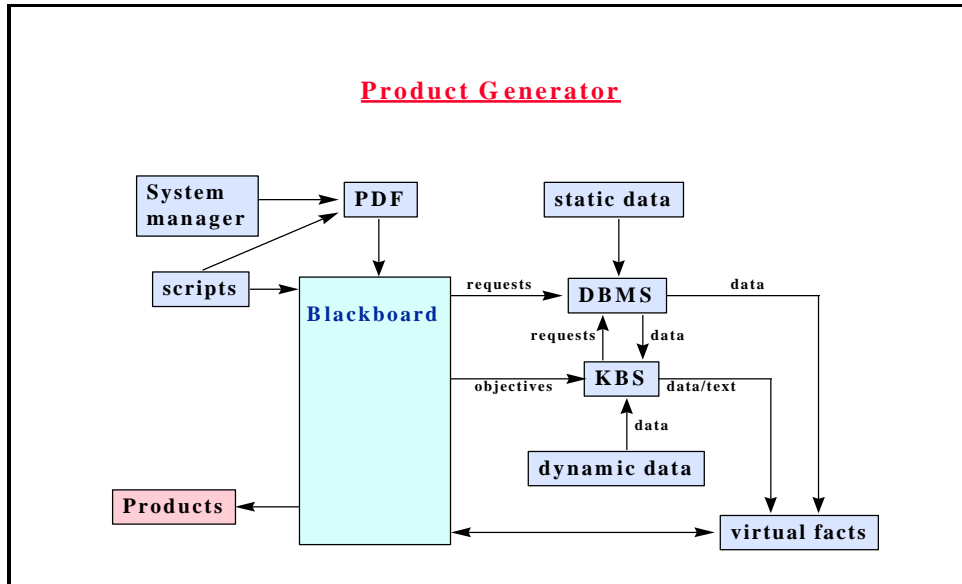 Product Generator
System
manager
PDF
static data
scripts
Blackboard
requests
DBMS
data
requests
data
objectives
KBS
data/text
data
dynamic data
Products
virtual facts